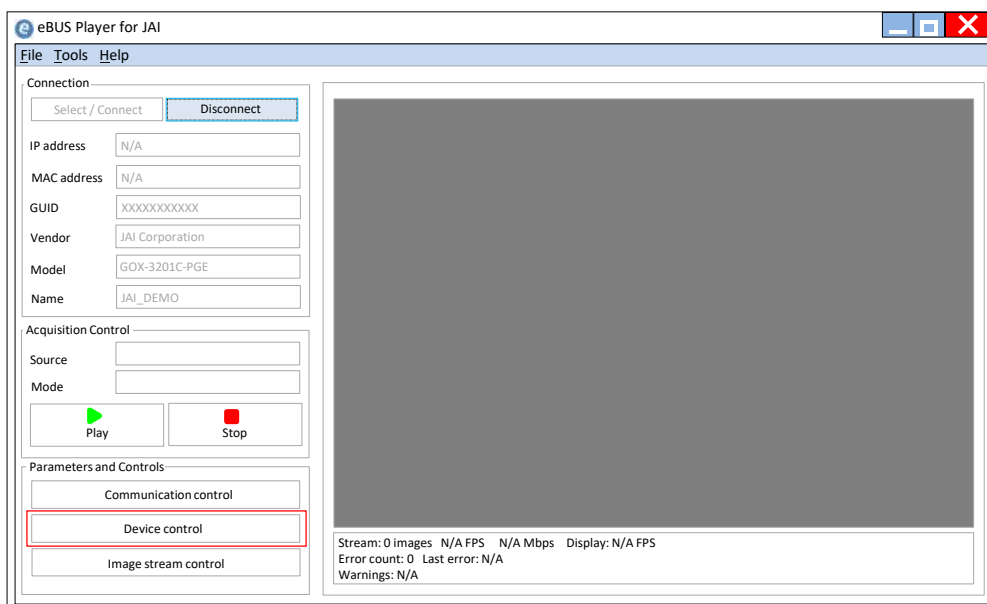 eBUS Player for JAI
File Tools Help
Connection
Select / Connect
Disconnect
IP address
N/A
MAC address
N/A
GUID
XXXXXXXXXXX
Vendor
JAI Corporation
Model
GOX-3201C-PGE
Name
JAI_DEMO
Acquisition Control
Source
Mode
Play
Stop
Parameters and Controls
Communication control
Device control
Image stream control
Stream: 0 images N/A FPS N/A Mbps Display: N/A FPS
Error count: 0 Last error: N/A
Warnings: N/A